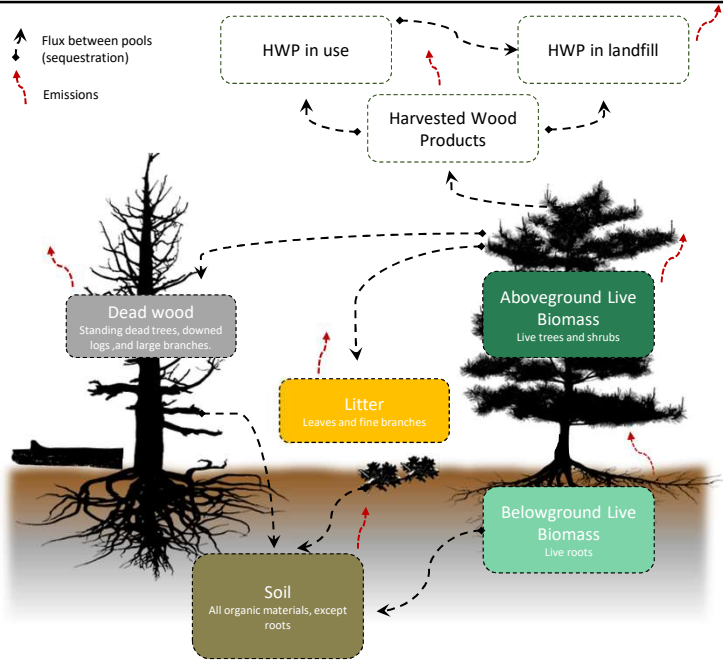 Flux between pools
(sequestration)
Emissions
HWP in use
HWP in landfill
Harvested Wood
Products
Dead wood
Standing dead trees, downed
logs ,and large branches.
Aboveground Live
Biomass
Live trees and shrubs
Litter
Leaves and fine branches
Belowground Live
Biomass
Live roots
Soil
All organic materials, except
roots